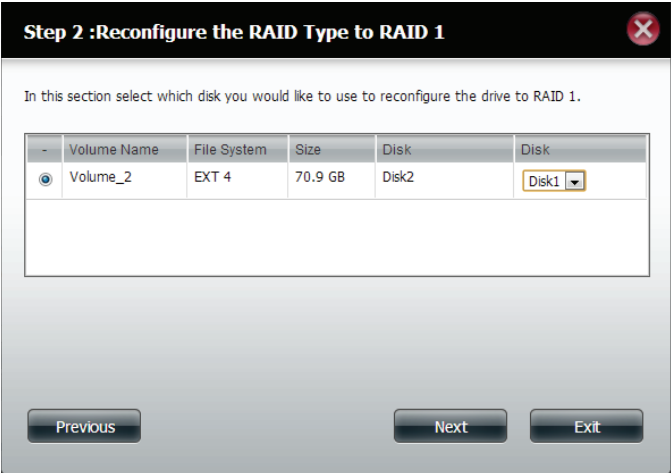 Step 2 :Reconfigure the RAID Type to RAID 1
In this section select which disk you would like to use to reconfigure the drive to RAID 1.
- Volume Name File System Size Disk Disk
Volume_2 EXT 4 70.9 GB Disk2 Disk1
Previous Next Exit